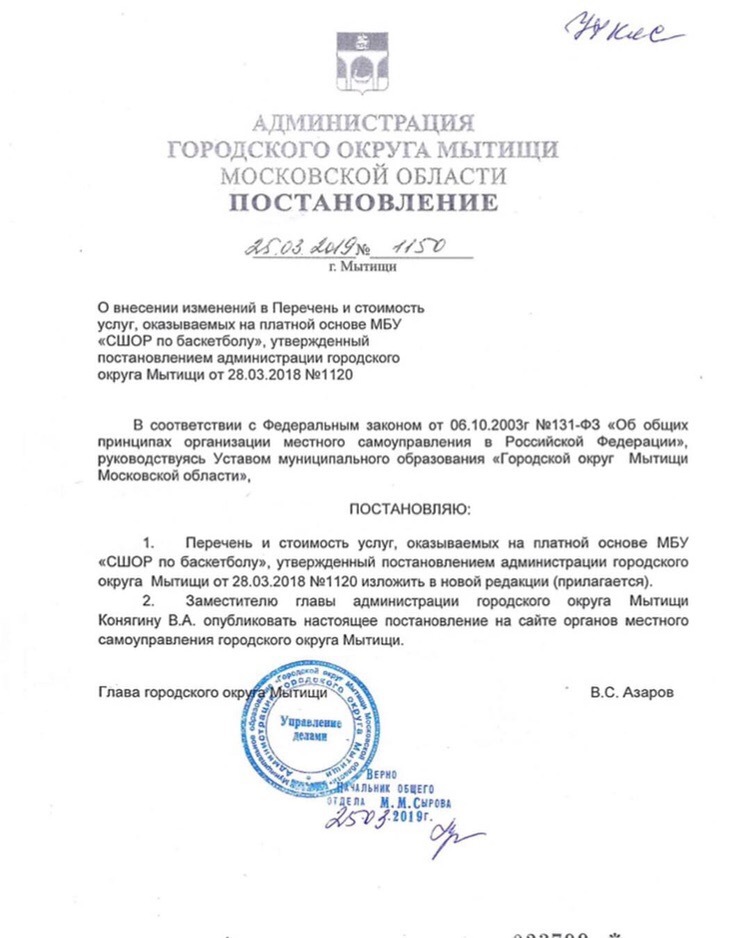 АДМИНИСТРАЦИЯ
ГОРОДСКОГО ОКРУГА МЫТИЩИ
МОСКОВСКОЙ ОБЛАСТИ
ПОСТАНОВЛЕНИЕ
25.03.2019 № 1150
г. Мытищи
О внесении изменений в Перечень и стоимость
услуг, оказываемых на платной основе МБУ
«СШОР по баскетболу», утвержденный
постановлением администрации городского
округа Мытищи от 28.03.2018 №1120
В соответствии с Федеральным законом от 06.10.2003г №131-ФЗ «Об общих
принципах организации местного самоуправления в Российской Федерации»,
руководствуясь Уставом муниципального образования «Городской округ Мытищи
Московской области»,
ПОСТАНОВЛЯЮ:
1. Перечень и стоимость услуг, оказываемых на платной основе МБУ
«СШОР по баскетболу», утвержденный постановлением администрации городского
округа Мытищи от 28.03.2018 №1120 изложить в новой редакции (прилагается).
2. Заместителю главы администрации городского округа Мытищи
Конягину В.А. опубликовать настоящее постановление на сайте органов местного
самоуправления городского округа Мытищи.
Глава городского округа Мытищи В.С. Азаров
Муниципальное образование «Городской округ Мытищи Московской области»
Администрация городского округа Мытищи
Управление
делами
Верно
Начальник общего
отдела М.М.Сырова
25.03.2019г.